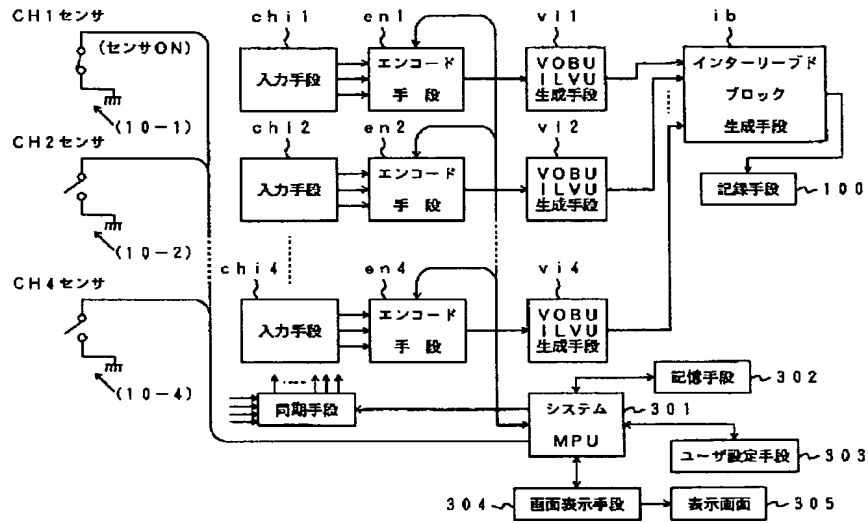 CH1センサ
(センサON)
(10-1)
CH2センサ
(10-2)
CH4センサ
(10-4)
chi1
en1
vi1
ib
入力手段
エンコード
手段
VOBU
ILVU
生成手段
インターリーブド
ブロック
生成手段
chi2
en2
vi2
入力手段
エンコード
手段
VOBU
ILVU
生成手段
記録手段
100
chi4
en4
vi4
入力手段
エンコード
手段
VOBU
ILVU
生成手段
同期手段
システム
MPU
301
記憶手段
302
ユーザ設定手段
303
304
画面表示手段
表示画面
305